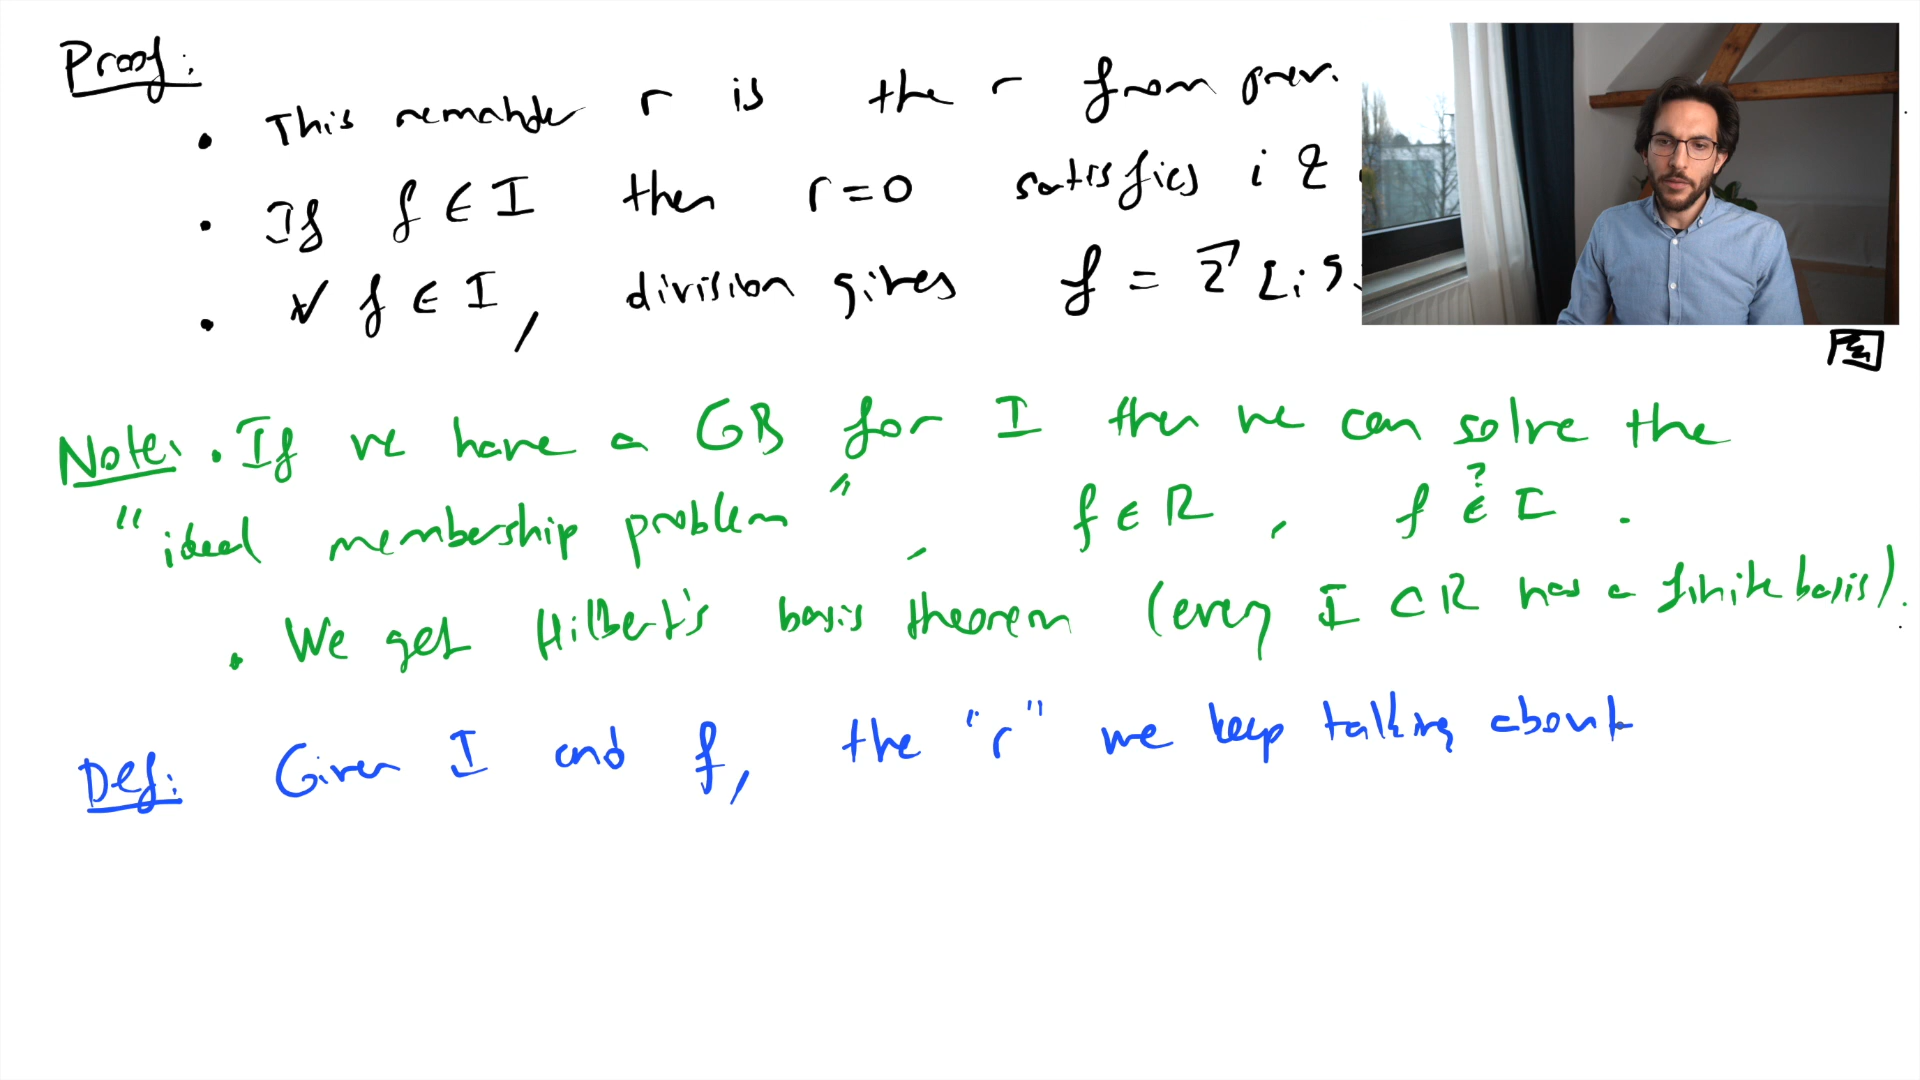 Proof:
• This remainder r is the r from prev.
• If f ∈ I then r=0 satisfies i &
• ∀ f ∈ I, division gives f = Σ q_i g_i
Note: • If we have a GB for I then we can solve the
"ideal membership problem", f ∈ R, f ∈? I.
• We get Hilbert's basis theorem (every I ⊂ R has a finite basis).
Def: Given I and f, the "r" we keep talking about